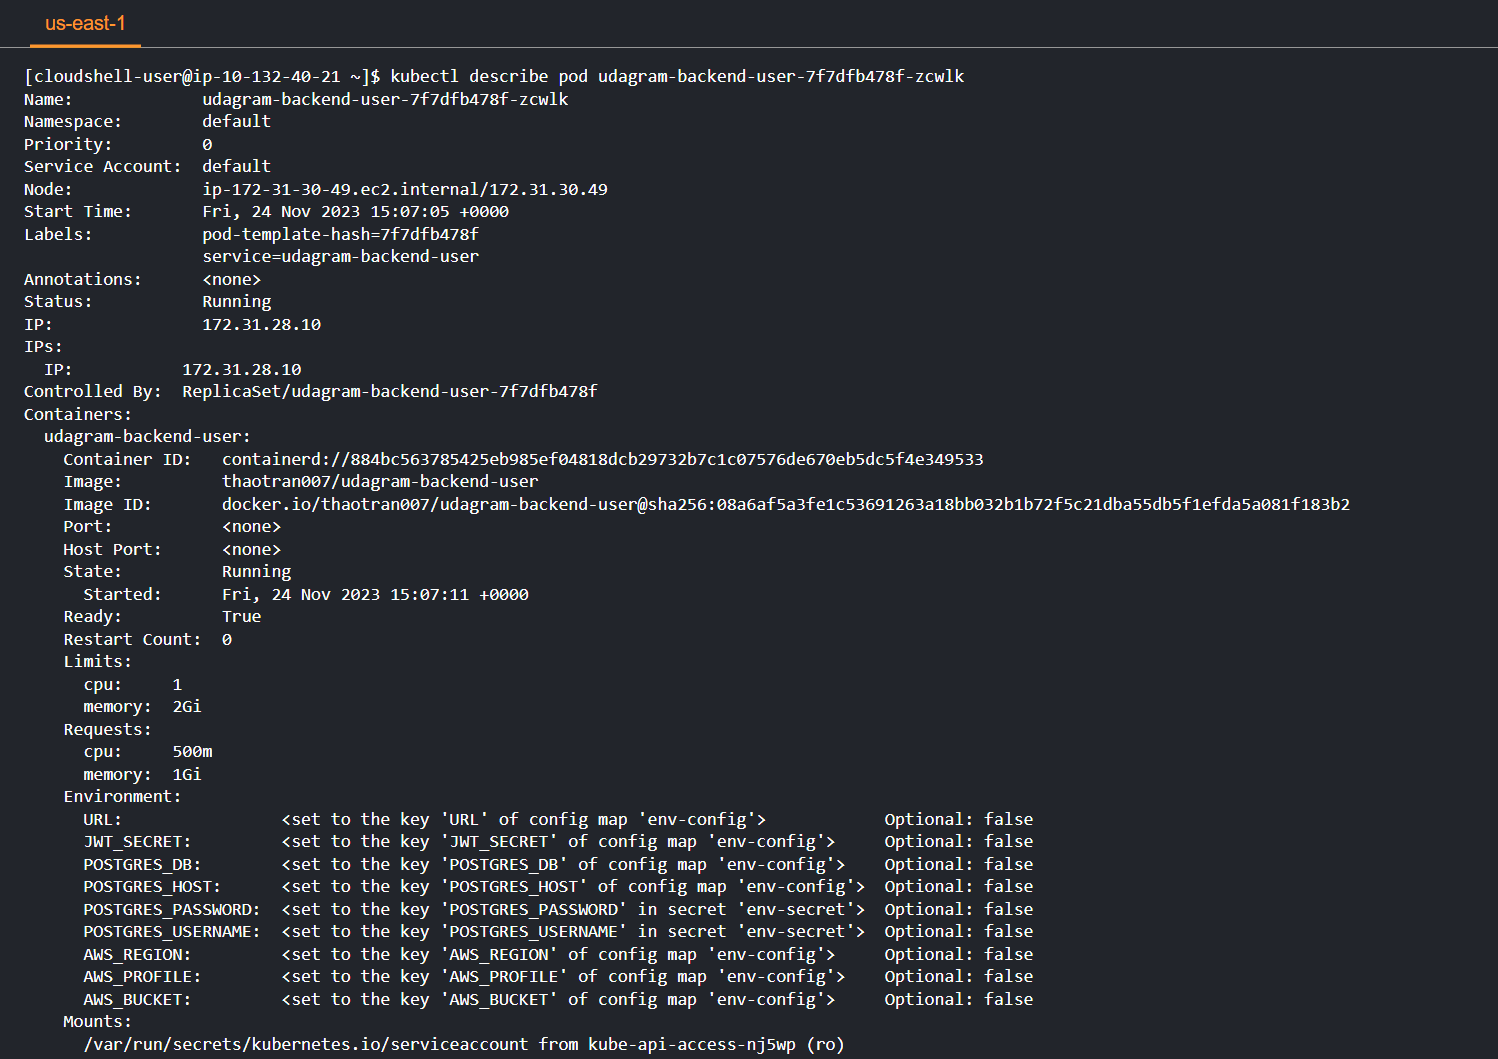 us-east-1
[cloudshell-user@ip-10-132-40-21 ~]$ kubectl describe pod udagram-backend-user-7f7dfb478f-zcwlk
Name:             udagram-backend-user-7f7dfb478f-zcwlk
Namespace:        default
Priority:         0
Service Account:  default
Node:             ip-172-31-30-49.ec2.internal/172.31.30.49
Start Time:       Fri, 24 Nov 2023 15:07:05 +0000
Labels:           pod-template-hash=7f7dfb478f
                  service=udagram-backend-user
Annotations:      <none>
Status:           Running
IP:               172.31.28.10
IPs:
  IP:           172.31.28.10
Controlled By:  ReplicaSet/udagram-backend-user-7f7dfb478f
Containers:
  udagram-backend-user:
    Container ID:   containerd://884bc563785425eb985ef04818dcb29732b7c1c07576de670eb5dc5f4e349533
    Image:          thaotran007/udagram-backend-user
    Image ID:       docker.io/thaotran007/udagram-backend-user@sha256:08a6af5a3fe1c53691263a18bb032b1b72f5c21dba55db5f1efda5a081f183b2
    Port:           <none>
    Host Port:      <none>
    State:          Running
      Started:      Fri, 24 Nov 2023 15:07:11 +0000
    Ready:          True
    Restart Count:  0
    Limits:
      cpu:     1
      memory:  2Gi
    Requests:
      cpu:     500m
      memory:  1Gi
    Environment:
      URL:                <set to the key 'URL' of config map 'env-config'>            Optional: false
      JWT_SECRET:         <set to the key 'JWT_SECRET' of config map 'env-config'>     Optional: false
      POSTGRES_DB:        <set to the key 'POSTGRES_DB' of config map 'env-config'>    Optional: false
      POSTGRES_HOST:      <set to the key 'POSTGRES_HOST' of config map 'env-config'>  Optional: false
      POSTGRES_PASSWORD:  <set to the key 'POSTGRES_PASSWORD' in secret 'env-secret'>  Optional: false
      POSTGRES_USERNAME:  <set to the key 'POSTGRES_USERNAME' in secret 'env-secret'>  Optional: false
      AWS_REGION:         <set to the key 'AWS_REGION' of config map 'env-config'>     Optional: false
      AWS_PROFILE:        <set to the key 'AWS_PROFILE' of config map 'env-config'>    Optional: false
      AWS_BUCKET:         <set to the key 'AWS_BUCKET' of config map 'env-config'>     Optional: false
    Mounts:
      /var/run/secrets/kubernetes.io/serviceaccount from kube-api-access-nj5wp (ro)